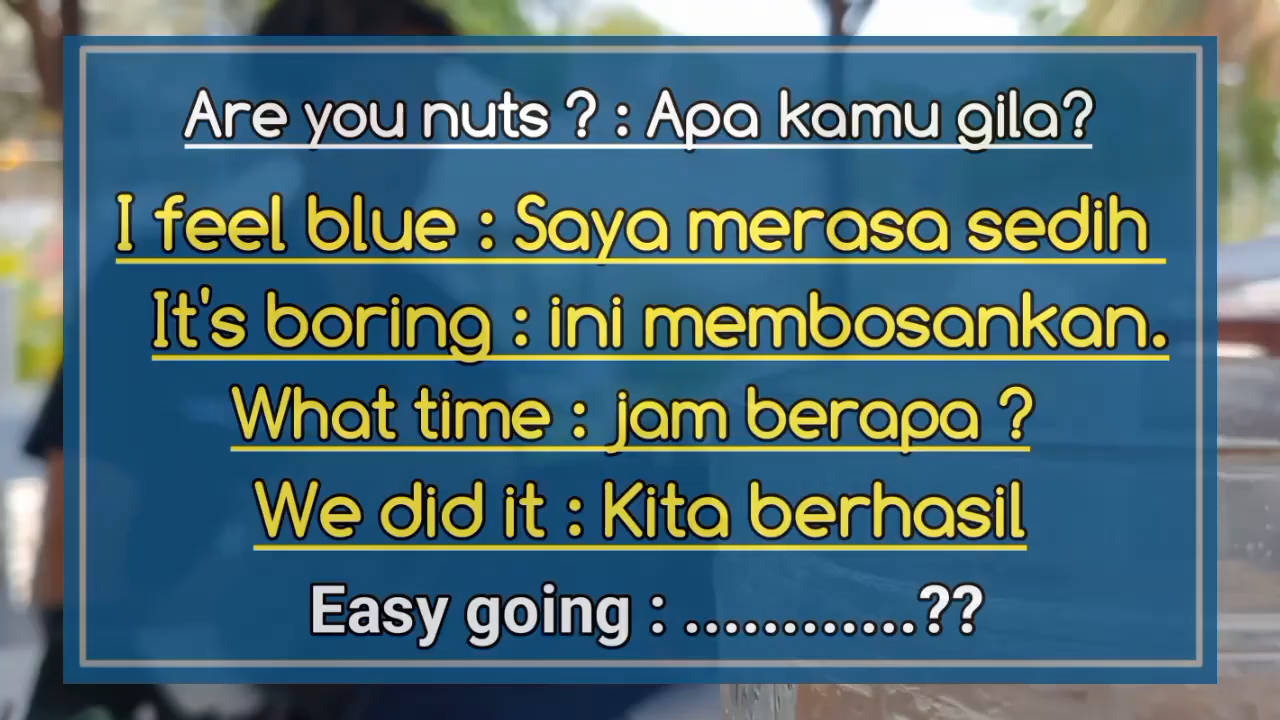 Are you nuts ? : Apa kamu gila?
I feel blue : Saya merasa sedih
It's boring : ini membosankan.
What time : jam berapa ?
We did it : Kita berhasil
Easy going : ............??